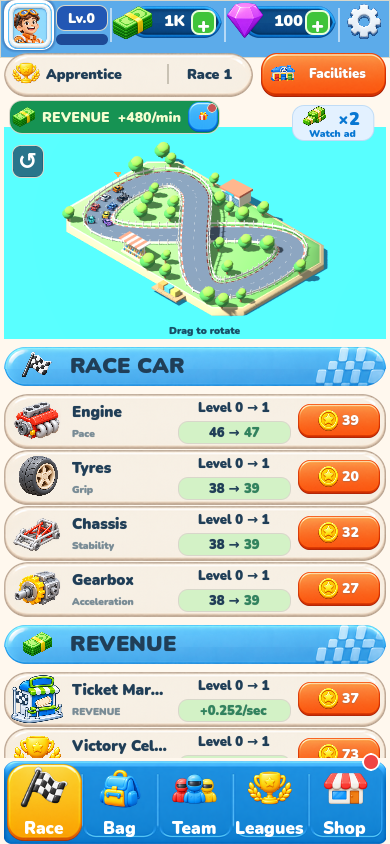 Lv.0
1K
100
Apprentice
Race 1
Facilities
REVENUE +480/min
×2
Watch ad
Drag to rotate
RACE CAR
Engine
Level 0 → 1
Pace
46 → 47
39
Tyres
Level 0 → 1
Grip
38 → 39
20
Chassis
Level 0 → 1
Stability
38 → 39
32
Gearbox
Level 0 → 1
Acceleration
38 → 39
27
REVENUE
Ticket Mar...
Level 0 → 1
REVENUE
+0.252/sec
37
Victory Cel...
Level 0 → 1
73
Race
Bag
Team
Leagues
Shop